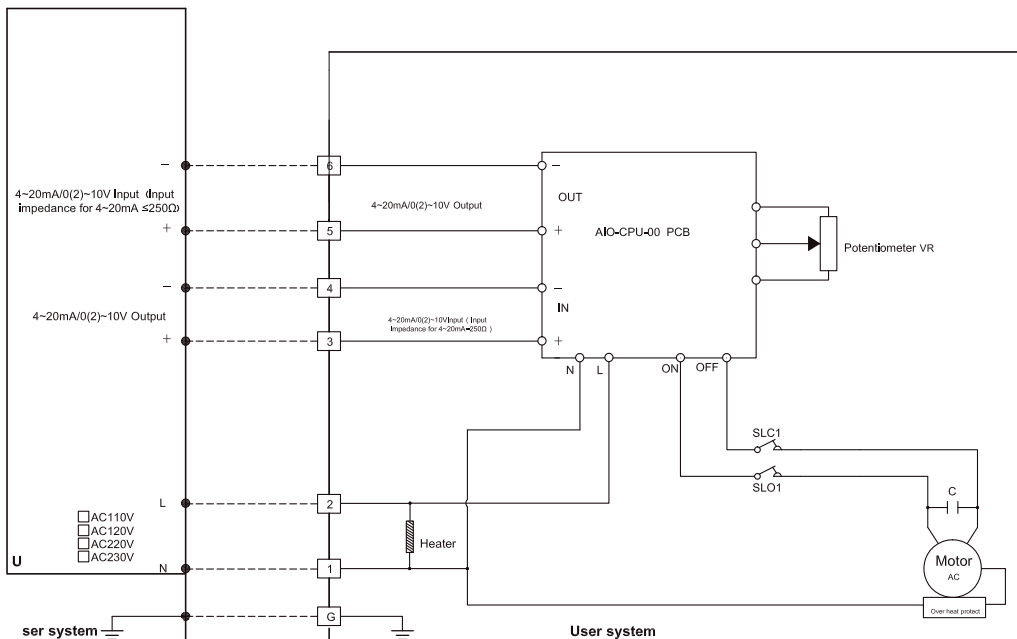 −
6
−
4~20mA/0(2)~10V Input (Input
impedance for 4~20mA ≤250Ω)
OUT
4~20mA/0(2)~10V Output
AIO-CPU-00 PCB
+
5
+
Potentiometer VR
−
4
−
IN
4~20mA/0(2)~10V Output
4~20mA/0(2)~10VInput ( Input
Impedance for 4~20mA=250Ω )
+
3
+
−
N
L
ON
OFF
SLC1
SLO1
C
L
2
AC110V
AC120V
AC220V
AC230V
Heater
U
N
1
Motor
AC
Over heat protect
G
ser system
User system